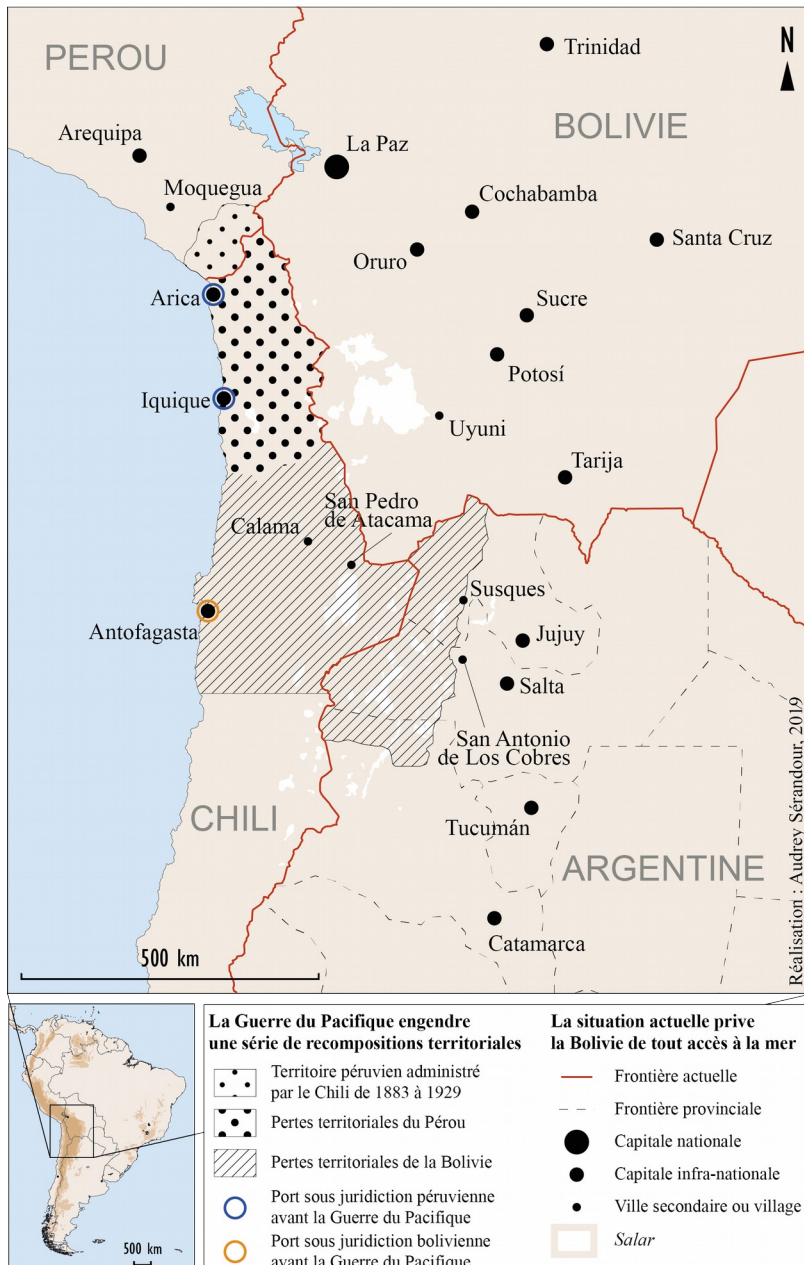 PEROU
Trinidad
N
BOLIVIE
Arequipa
La Paz
Moquegua
Cochabamba
Santa Cruz
Oruro
Arica
Sucre
Potosí
Iquique
Uyuni
Tarija
San Pedro
de Atacama
Calama
Susques
Antofagasta
Jujuy
Salta
San Antonio
de Los Cobres
CHILI
Tucumán
ARGENTINE
Catamarca
500 km
Réalisation : Audrey Sérandour, 2019
500 km
La Guerre du Pacifique engendre
une série de recompositions territoriales
Territoire péruvien administré
par le Chili de 1883 à 1929
Pertes territoriales du Pérou
Pertes territoriales de la Bolivie
Port sous juridiction péruvienne
avant la Guerre du Pacifique
Port sous juridiction bolivienne
avant la Guerre du Pacifique
La situation actuelle prive
la Bolivie de tout accès à la mer
Frontière actuelle
Frontière provinciale
Capitale nationale
Capitale infra-nationale
Ville secondaire ou village
Salar